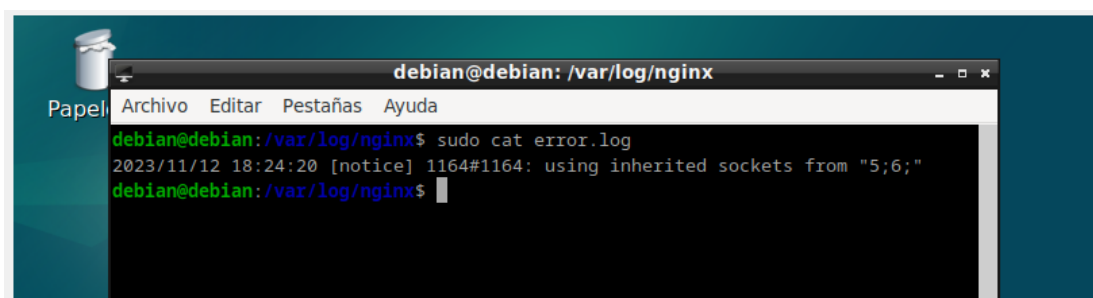 debian@debian: /var/log/nginx
Papel
Archivo Editar Pestañas Ayuda
debian@debian:/var/log/nginx$ sudo cat error.log
2023/11/12 18:24:20 [notice] 1164#1164: using inherited sockets from "5;6;"
debian@debian:/var/log/nginx$